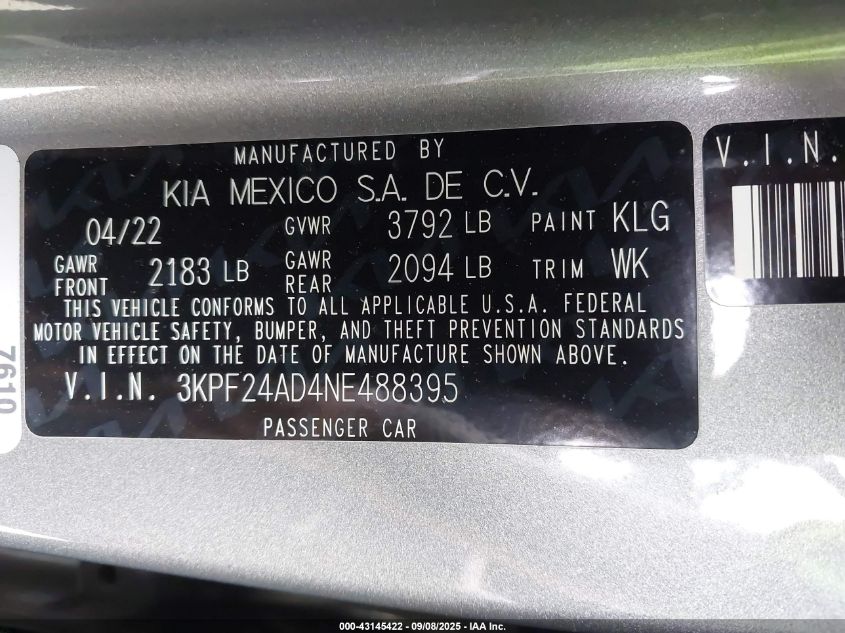 MANUFACTURED BY
KIA MEXICO S.A. DE C.V.
04/22 GVWR 3792 LB PAINT KLG
GAWR FRONT 2183 LB GAWR REAR 2094 LB TRIM WK
THIS VEHICLE CONFORMS TO ALL APPLICABLE U.S.A. FEDERAL
MOTOR VEHICLE SAFETY, BUMPER, AND THEFT PREVENTION STANDARDS
IN EFFECT ON THE DATE OF MANUFACTURE SHOWN ABOVE.
V.I.N. 3KPF24AD4NE488395
PASSENGER CAR
V.I.N.
000-43145422 - 09/08/2025 - IAA Inc.